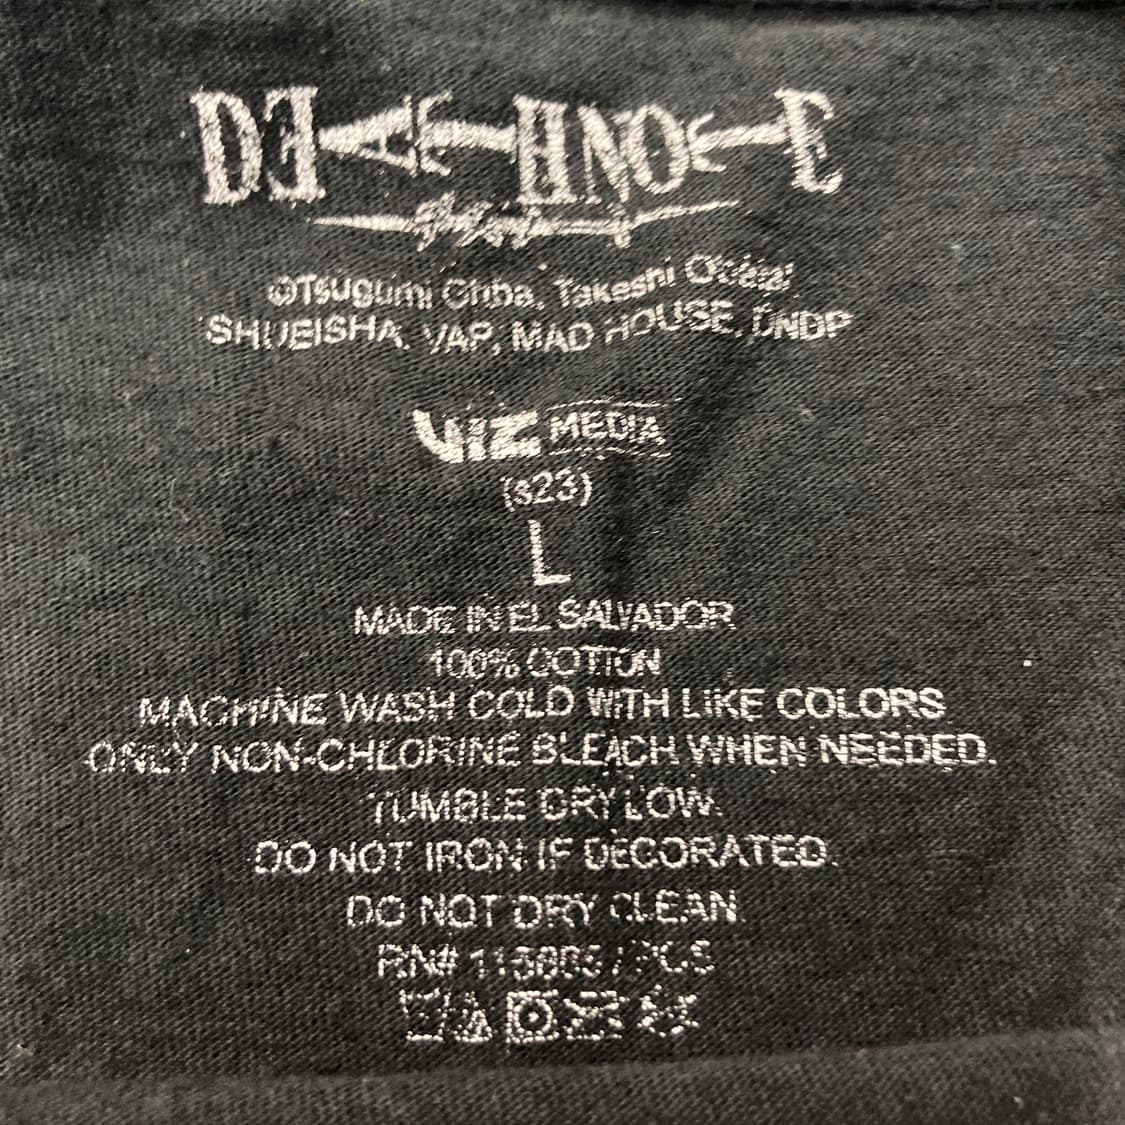 DEATH NOTE
©Tsugumi Ohba, Takeshi Obata/
SHUEISHA, VAP, MAD HOUSE, DNDP
VIZ MEDIA
(s23)
L
MADE IN EL SALVADOR
100% COTTON
MACHINE WASH COLD WITH LIKE COLORS
ONLY NON-CHLORINE BLEACH WHEN NEEDED.
TUMBLE DRY LOW.
DO NOT IRON IF DECORATED.
DO NOT DRY CLEAN.
RN#